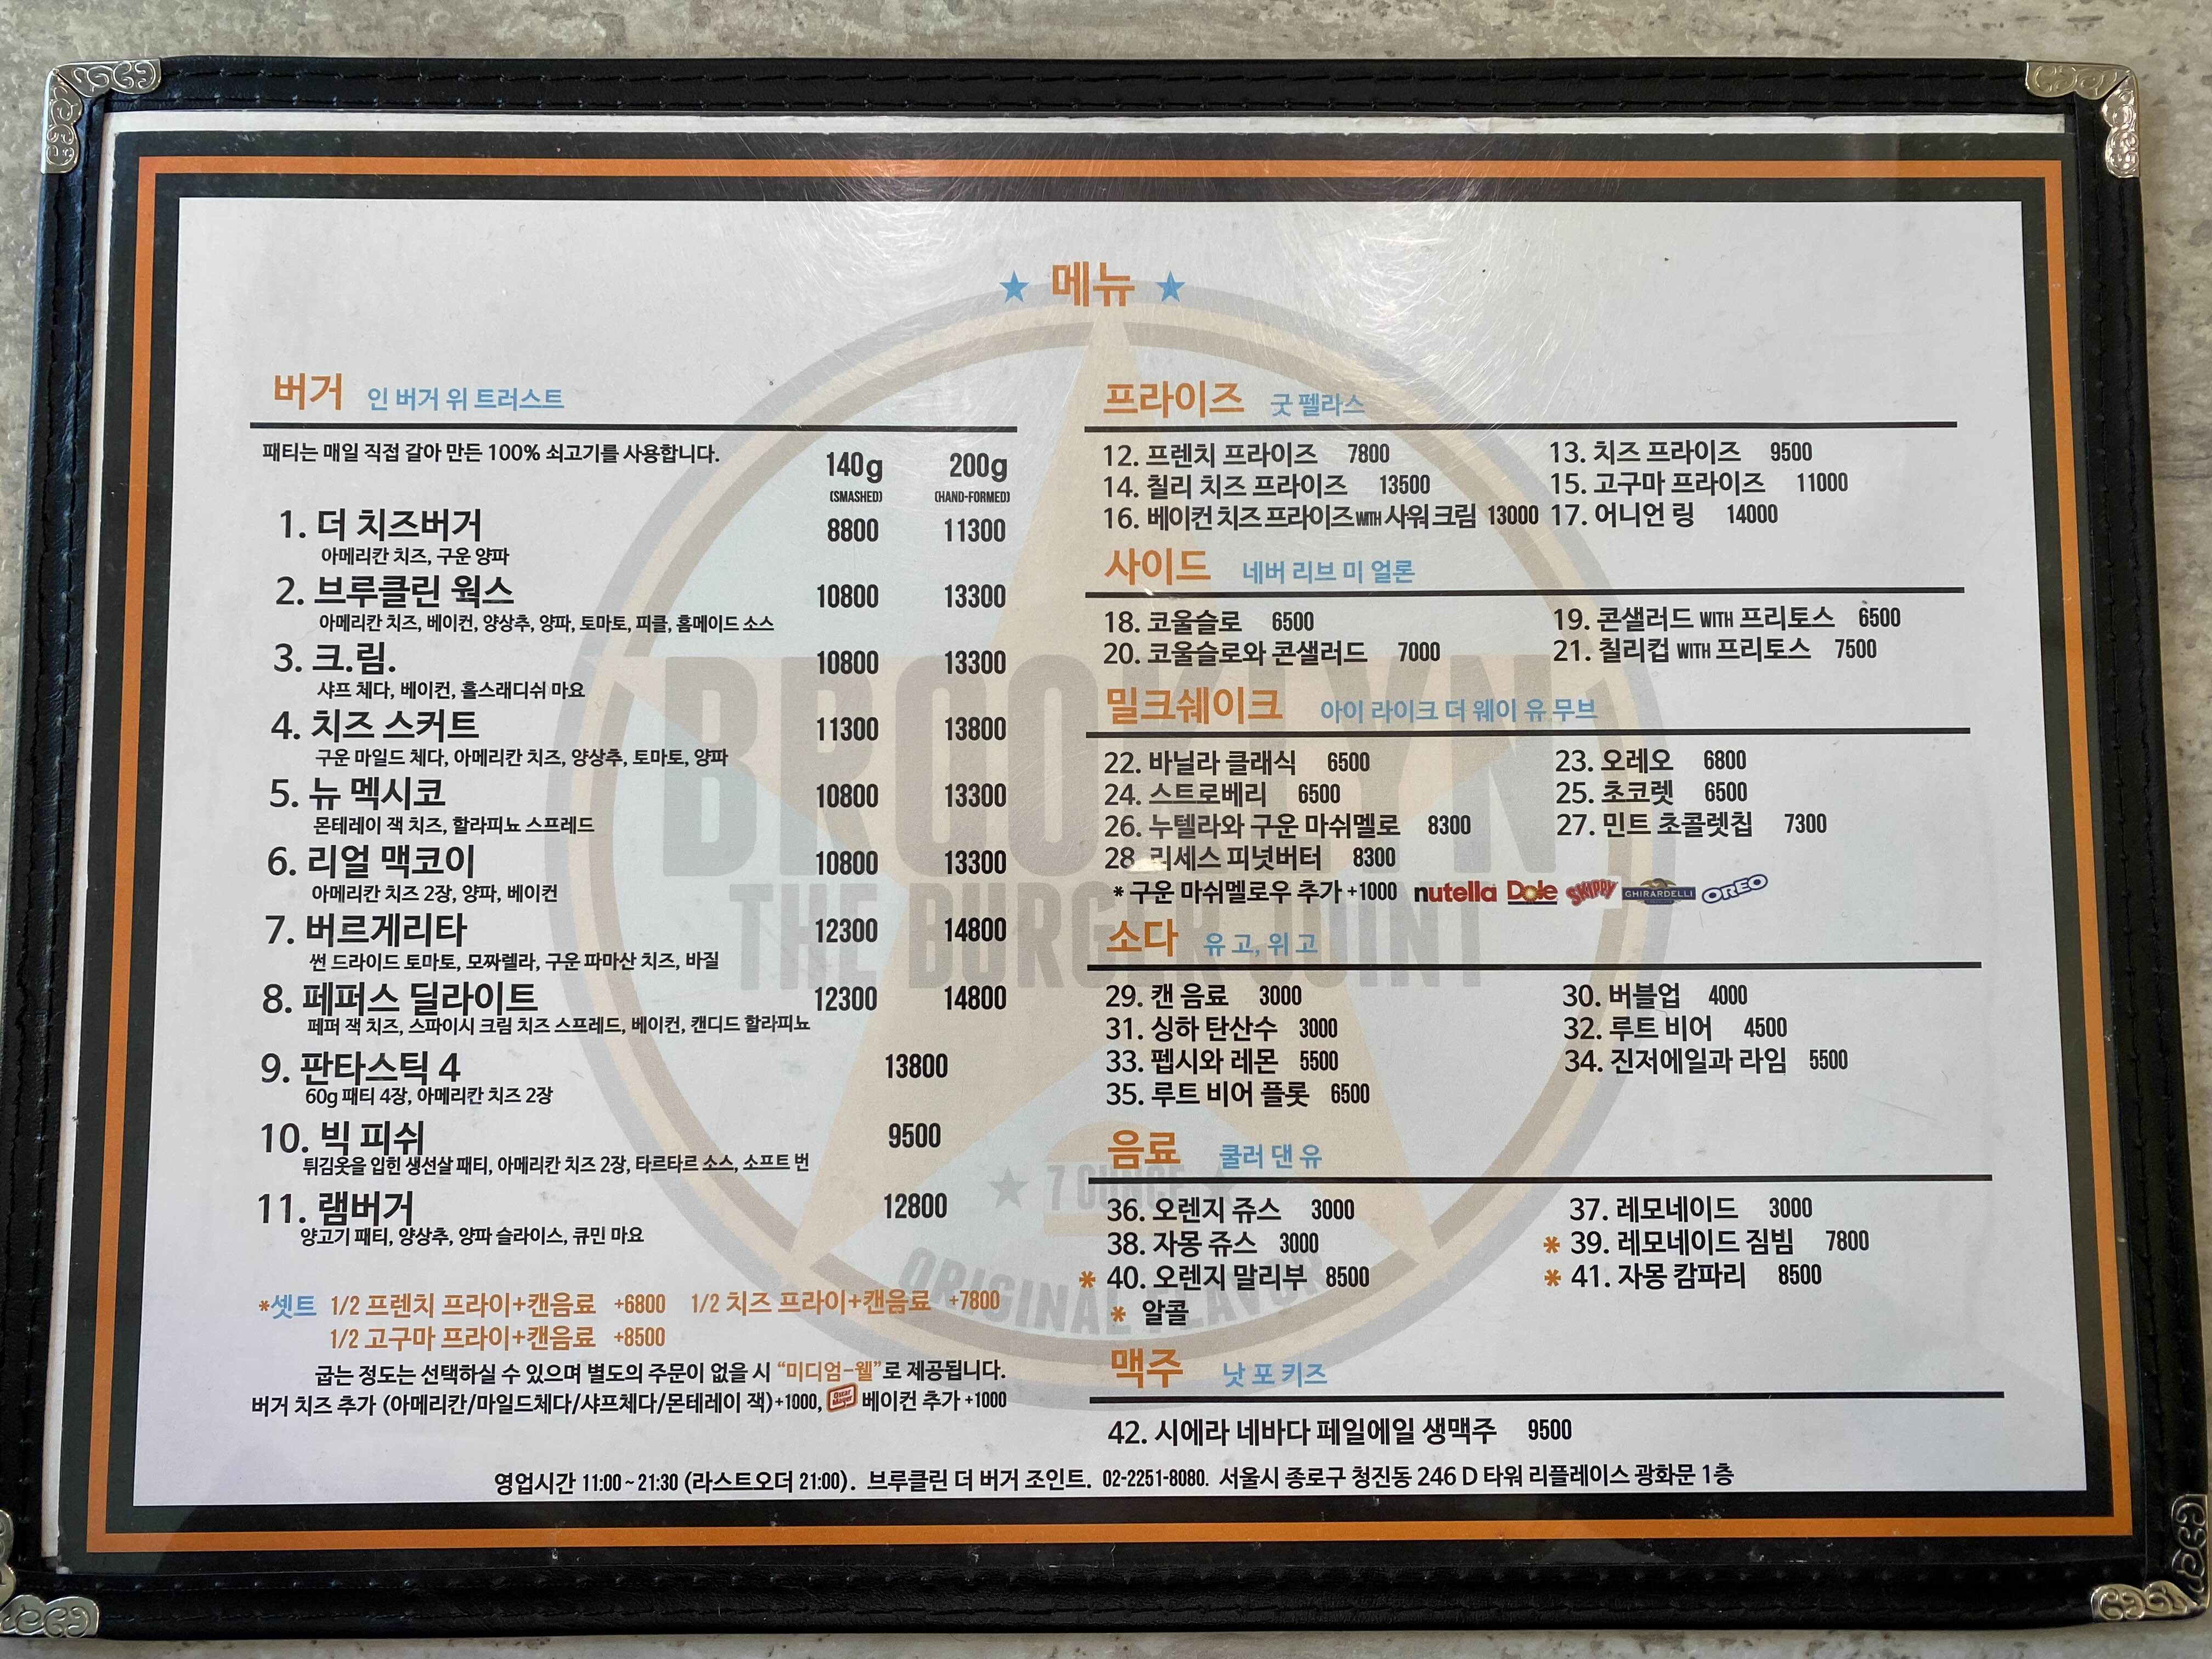 메뉴
버거 인 버거 위 트러스트
패티는 매일 직접 갈아 만든 100% 쇠고기를 사용합니다.
140g 200g
(SMASHED) (HAND-FORMED)
1. 더 치즈버거 8800 11300
아메리칸 치즈, 구운 양파
2. 브루클린 웍스 10800 13300
아메리칸 치즈, 베이컨, 양상추, 양파, 토마토, 피클, 홈메이드 소스
3. 크.림. 10800 13300
샤프 체다, 베이컨, 홀스래디쉬 마요
4. 치즈 스커트 11300 13800
구운 마일드 체다, 아메리칸 치즈, 양상추, 토마토, 양파
5. 뉴 멕시코 10800 13300
몬테레이 잭 치즈, 할라피뇨 스프레드
6. 리얼 맥코이 10800 13300
아메리칸 치즈 2장, 양파, 베이컨
7. 버르게리타 12300 14800
썬 드라이드 토마토, 모짜렐라, 구운 파마산 치즈, 바질
8. 페퍼스 딜라이트 12300 14800
페퍼 잭 치즈, 스파이시 크림 치즈 스프레드, 베이컨, 캔디드 할라피뇨
9. 판타스틱 4 13800
60g 패티 4장, 아메리칸 치즈 2장
10. 빅 피쉬 9500
튀김옷을 입힌 생선살 패티, 아메리칸 치즈 2장, 타르타르 소스, 소프트 번
11. 램버거 12800
양고기 패티, 양상추, 양파 슬라이스, 큐민 마요
*셋트 1/2 프렌치 프라이+캔음료 +6800 1/2 치즈 프라이+캔음료 +7800
1/2 고구마 프라이+캔음료 +8500
굽는 정도는 선택하실 수 있으며 별도의 주문이 없을 시 “미디엄-웰”로 제공됩니다.
버거 치즈 추가 (아메리칸/마일드체다/샤프체다/몬테레이 잭)+1000, Oscar Mayer 베이컨 추가 +1000
프라이즈 굿 펠라스
12. 프렌치 프라이즈 7800 13. 치즈 프라이즈 9500
14. 칠리 치즈 프라이즈 13500 15. 고구마 프라이즈 11000
16. 베이컨 치즈 프라이즈 WITH 사워 크림 13000 17. 어니언 링 14000
사이드 네버 리브 미 얼론
18. 코울슬로 6500 19. 콘샐러드 WITH 프리토스 6500
20. 코울슬로와 콘샐러드 7000 21. 칠리컵 WITH 프리토스 7500
밀크쉐이크 아이 라이크 더 웨이 유 무브
22. 바닐라 클래식 6500 23. 오레오 6800
24. 스트로베리 6500 25. 초코렛 6500
26. 누텔라와 구운 마쉬멜로 8300 27. 민트 초콜렛칩 7300
28. 리세스 피넛버터 8300
* 구운 마쉬멜로우 추가 +1000 nutella Dole SKIPPY GHIRARDELLI OREO
소다 유 고, 위 고
29. 캔 음료 3000 30. 버블업 4000
31. 싱하 탄산수 3000 32. 루트 비어 4500
33. 펩시와 레몬 5500 34. 진저에일과 라임 5500
35. 루트 비어 플롯 6500
음료 쿨러 댄 유
36. 오렌지 쥬스 3000 37. 레모네이드 3000
38. 자몽 쥬스 3000 * 39. 레모네이드 짐빔 7800
* 40. 오렌지 말리부 8500 * 41. 자몽 캄파리 8500
* 알콜
맥주 낫 포 키즈
42. 시에라 네바다 페일에일 생맥주 9500
영업시간 11:00~21:30 (라스트오더 21:00). 브루클린 더 버거 조인트. 02-2251-8080. 서울시 종로구 청진동 246 D 타워 리플레이스 광화문 1층
BROOKLYN
THE BURGER JOINT
7 OUNCE
ORIGINAL FLAVOR